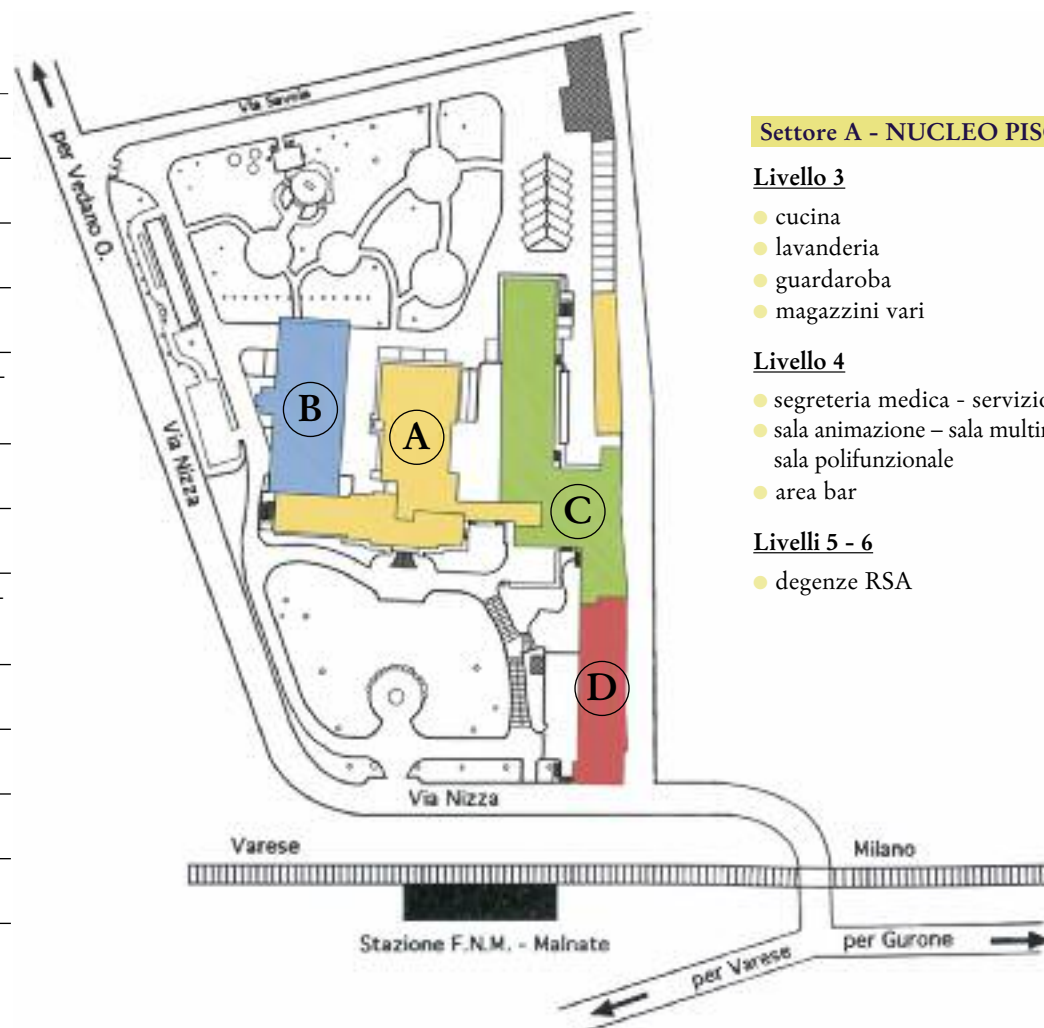 Via Savoia
per Vedano O.
Via Nizza
B
A
C
D
Via Nizza
Varese
Milano
Stazione F.N.M. - Malnate
per Gurone
per Varese
Settore A - NUCLEO
Livello 3
cucina
lavanderia
guardaroba
magazzini vari
Livello 4
segreteria medica - servizio
sala animazione – sala
sala polifunzionale
area bar
Livelli 5 - 6
degenze RSA